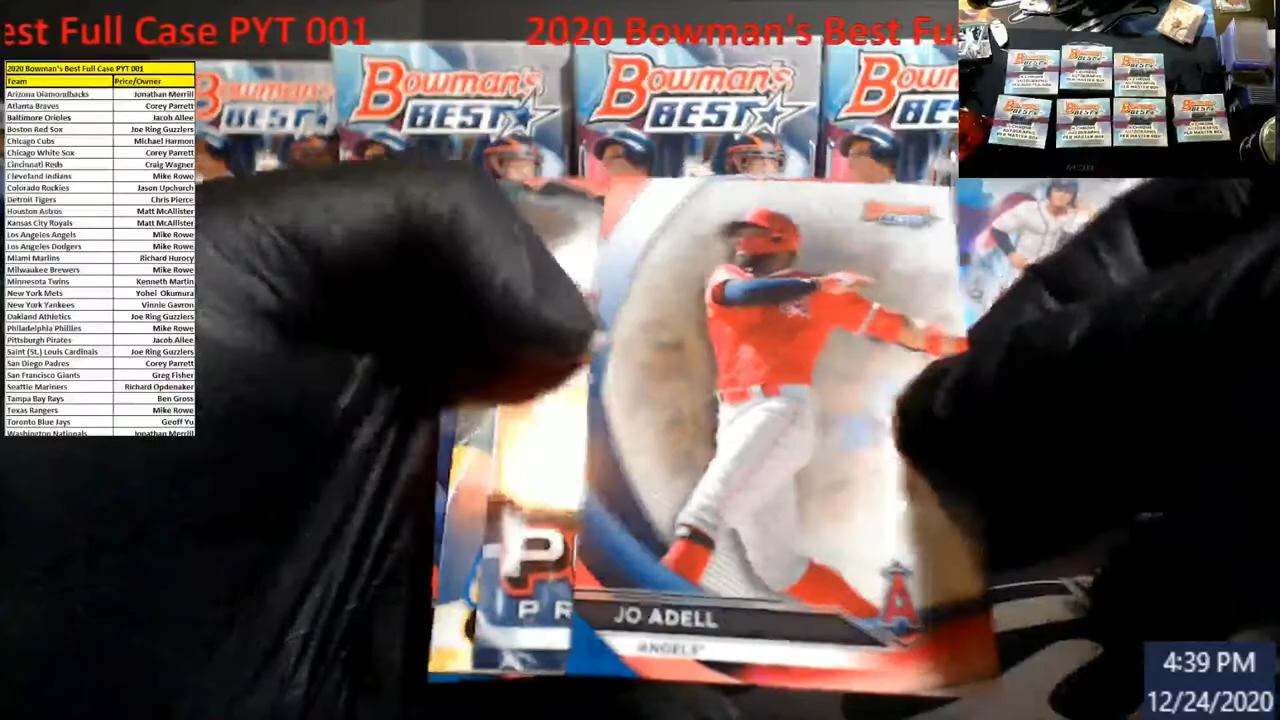 est Full Case PYT 001
2020 Bowman's Best Fu
2020 Bowman's Best Full Case PYT 001
Team Price/Owner
Arizona Diamondbacks Jonathan Merrill
Atlanta Braves Corey Parrett
Baltimore Orioles Jacob Allee
Boston Red Sox Joe Ring Guzzlers
Chicago Cubs Michael Harmon
Chicago White Sox Corey Parrett
Cincinnati Reds Craig Wagner
Cleveland Indians Mike Rowe
Colorado Rockies Jason Upchurch
Detroit Tigers Chris Pierce
Houston Astros Matt McAllister
Kansas City Royals Matt McAllister
Los Angeles Angels Mike Rowe
Los Angeles Dodgers Mike Rowe
Miami Marlins Richard Hurocy
Milwaukee Brewers Mike Rowe
Minnesota Twins Kenneth Martin
New York Mets Yohei Okumura
New York Yankees Vinnie Gavron
Oakland Athletics Joe Ring Guzzlers
Philadelphia Phillies Mike Rowe
Pittsburgh Pirates Jacob Allee
Saint (St.) Louis Cardinals Joe Ring Guzzlers
San Diego Padres Corey Parrett
San Francisco Giants Greg Fisher
Seattle Mariners Richard Opdenaker
Tampa Bay Rays Ben Gross
Texas Rangers Mike Rowe
Toronto Blue Jays Geoff Yu
Washington Nationals Jonathan Merrill
Bowman's
BEST
Bowman's
BEST
Bowman's
BEST
Bowman
BES
P
PR
JO ADELL
ANGELS
A
4:39 PM
12/24/2020